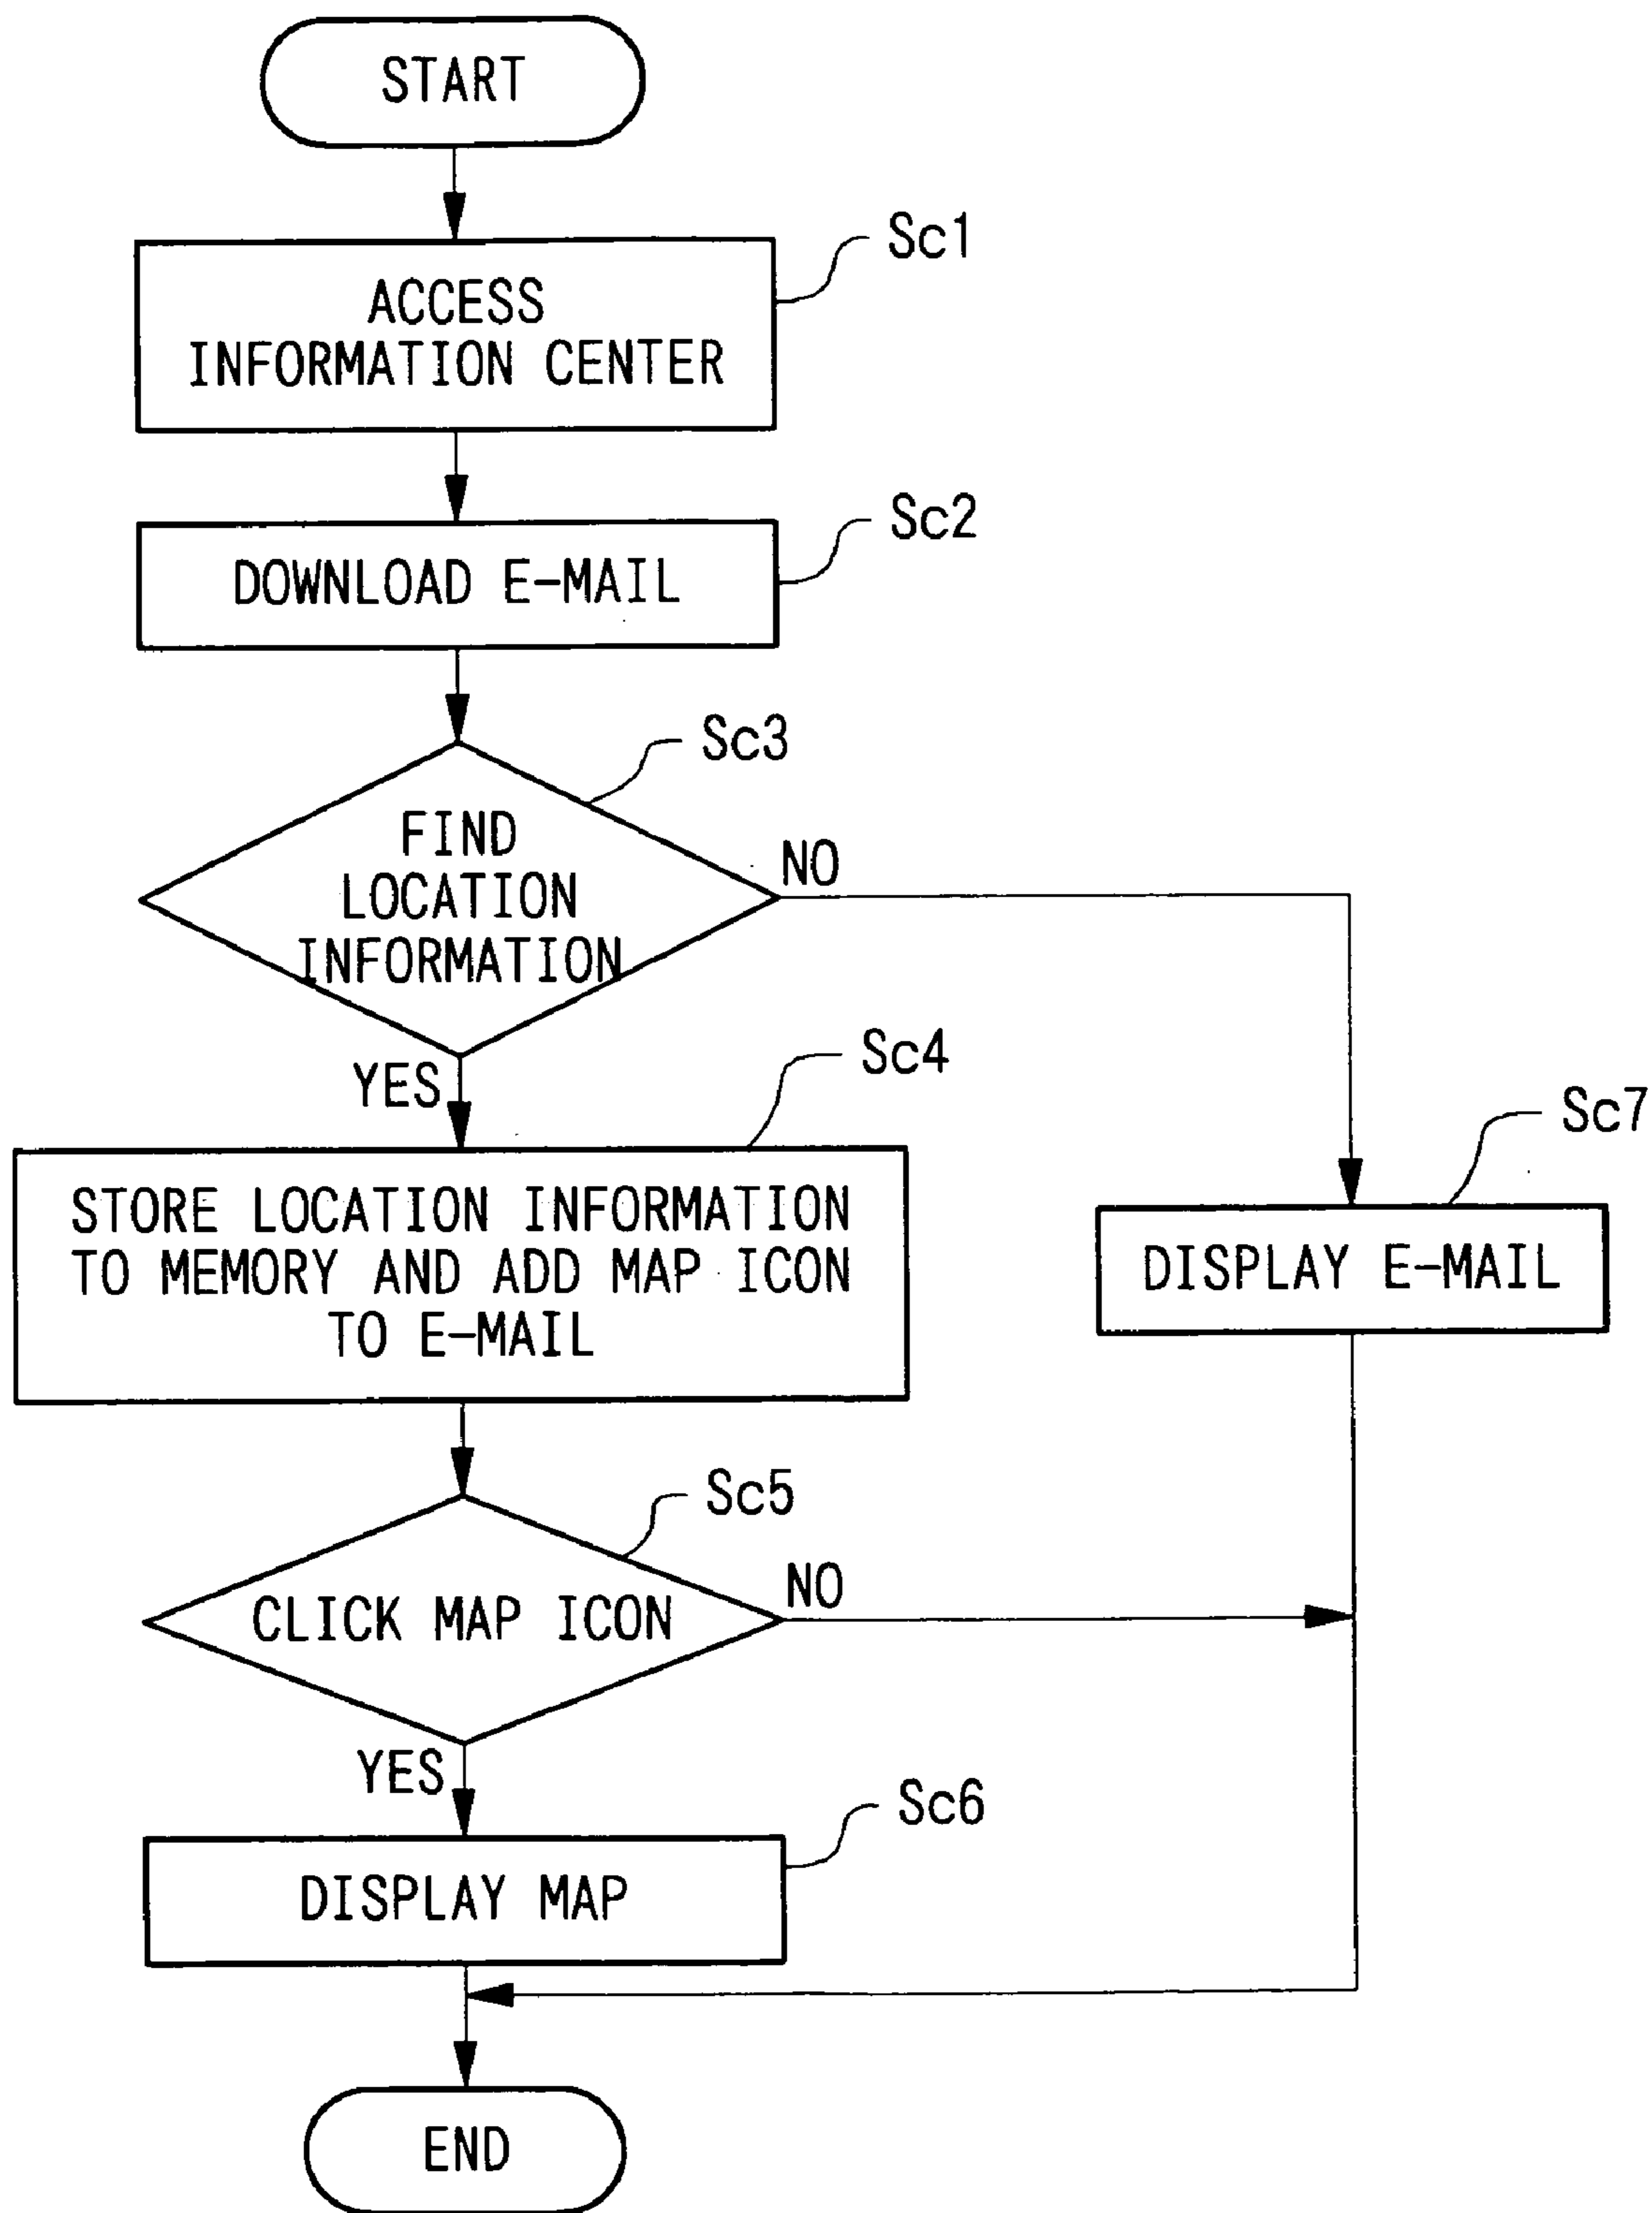 START
Sc1
ACCESS
INFORMATION CENTER
Sc2
DOWNLOAD E-MAIL
Sc3
FIND
LOCATION
INFORMATION
NO
YES
Sc4
STORE LOCATION INFORMATION
TO MEMORY AND ADD MAP ICON
TO E-MAIL
Sc7
DISPLAY E-MAIL
Sc5
CLICK MAP ICON
NO
YES
Sc6
DISPLAY MAP
END